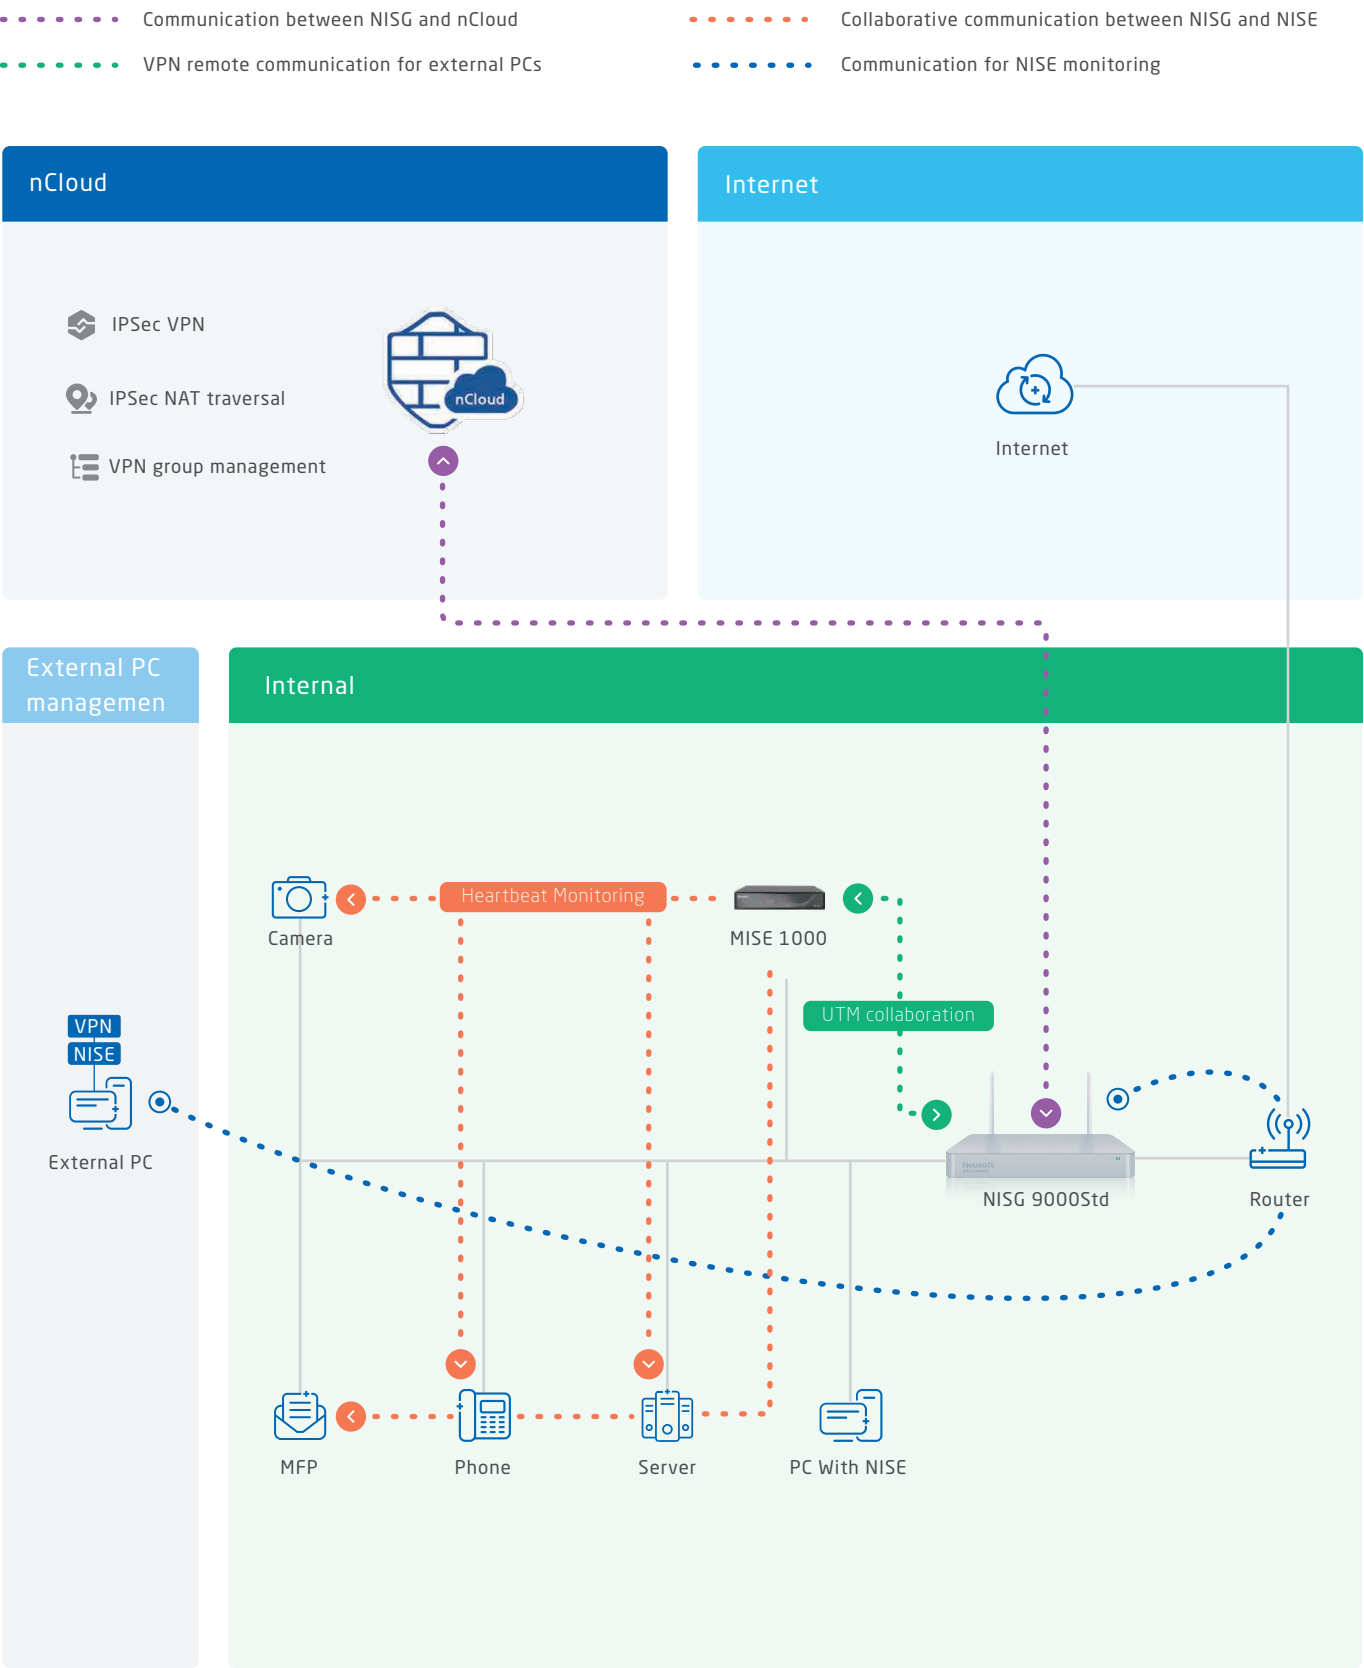 Communication between NISG and nCloud
Collaborative communication between NISG and NISE
VPN remote communication for external PCs
Communication for NISE monitoring
nCloud
Internet
IPSec VPN
IPSec NAT traversal
VPN group management
nCloud
Internet
External PC
managemen
Internal
Camera
Heartbeat Monitoring
MISE 1000
UTM collaboration
VPN
NISE
External PC
Neusoft
NISG 9000Std
Router
MFP
Phone
Server
PC With NISE